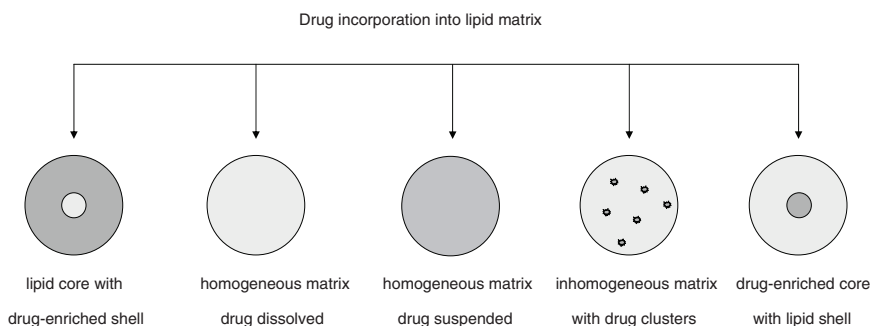 Drug incorporation into lipid matrix
lipid core with
drug-enriched shell
homogeneous matrix
drug dissolved
homogeneous matrix
drug suspended
inhomogeneous matrix
with drug clusters
drug-enriched core
with lipid shell